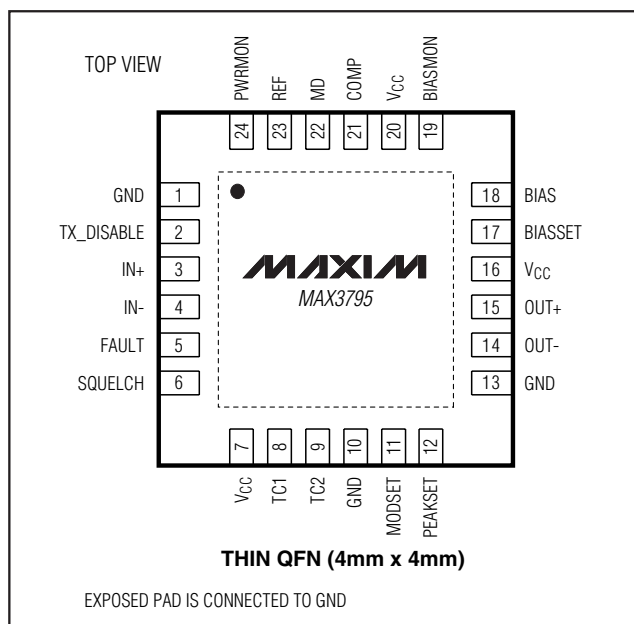 TOP VIEW
PWRMON
REF
MD
COMP
VCC
BIASMON
24
23
22
21
20
19
GND 1
TX_DISABLE 2
IN+ 3
IN- 4
FAULT 5
SQUELCH 6
18 BIAS
17 BIASSET
16 VCC
15 OUT+
14 OUT-
13 GND
MAXIM
MAX3795
7
8
9
10
11
12
VCC
TC1
TC2
GND
MODSET
PEAKSET
THIN QFN (4mm x 4mm)
EXPOSED PAD IS CONNECTED TO GND